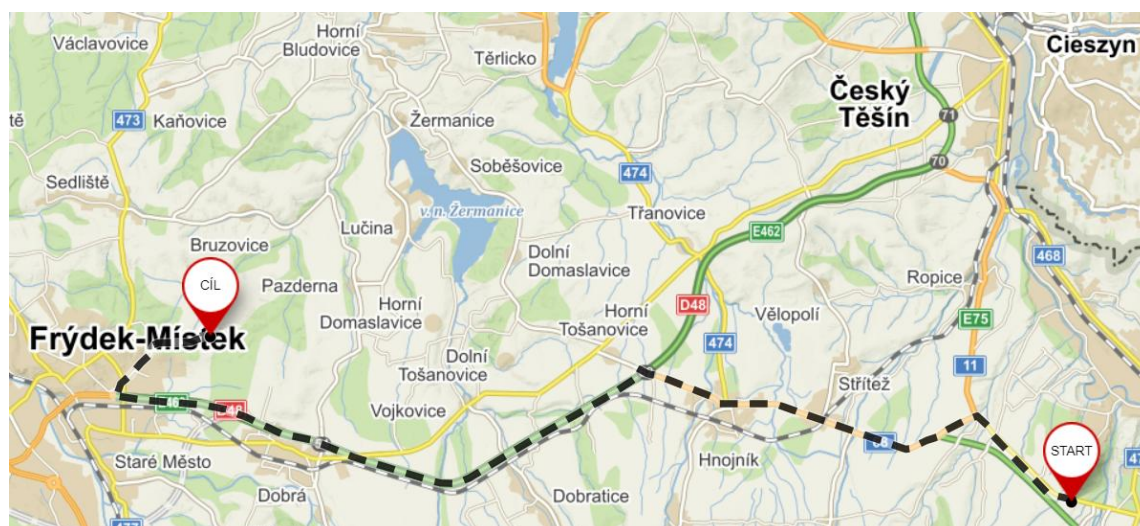 Václavovice
Horní
Bludovice
Těrlicko
Cieszyn
Český
Těšín
71
473
Kaňovice
Žermanice
70
Soběšovice
474
Sedliště
v. n. Žermanice
Třanovice
E462
Lučina
Bruzovice
Dolní
Domaslavice
468
Ropice
CÍL
Pazderna
Horní
Domaslavice
Horní
Tošanovice
D48
Vělopolí
E75
Frýdek-Místek
474
11
Dolní
Tošanovice
Střítež
Vojkovice
68
START
Staré Město
Hnojník
Dobrá
Dobratice
477